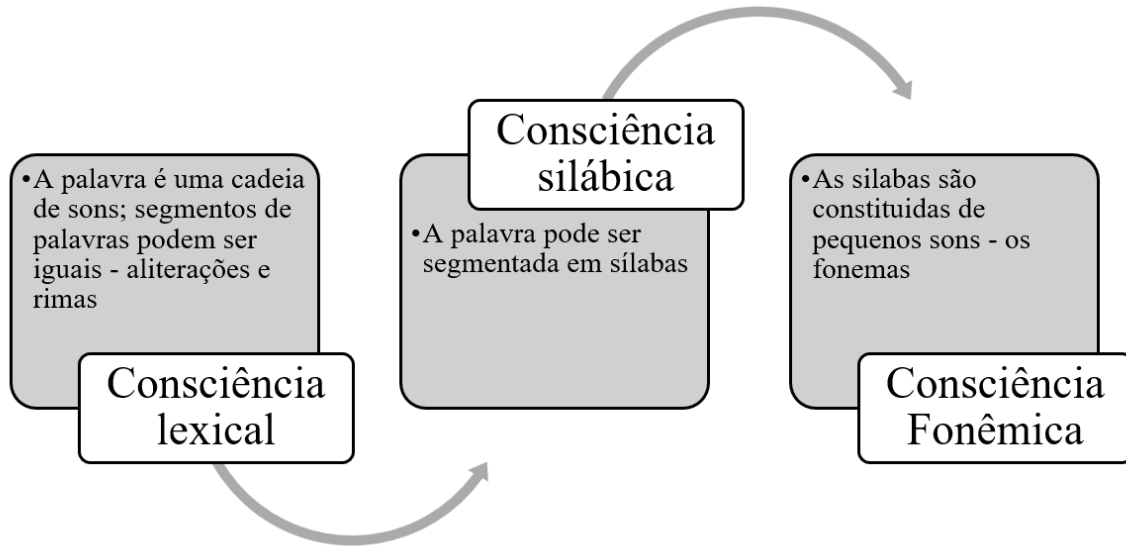 •A palavra é uma cadeia
de sons; segmentos de
palavras podem ser
iguais - aliterações e
rimas
Consciência
lexical
Consciência
silábica
•A palavra pode ser
segmentada em sílabas
•As silabas são
constituidas de
pequenos sons - os
fonemas
Consciência
Fonêmica